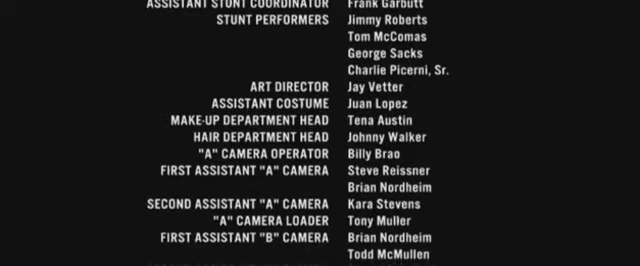 ASSISTANT STUNT COORDINATOR Frank Garbutt
STUNT PERFORMERS Jimmy Roberts
Tom McComas
George Sacks
Charlie Picerni, Sr.
ART DIRECTOR Jay Vetter
ASSISTANT COSTUME Juan Lopez
MAKE-UP DEPARTMENT HEAD Tena Austin
HAIR DEPARTMENT HEAD Johnny Walker
"A" CAMERA OPERATOR Billy Brao
FIRST ASSISTANT "A" CAMERA Steve Reissner
Brian Nordheim
SECOND ASSISTANT "A" CAMERA Kara Stevens
"A" CAMERA LOADER Tony Muller
FIRST ASSISTANT "B" CAMERA Brian Nordheim
Todd McMullen